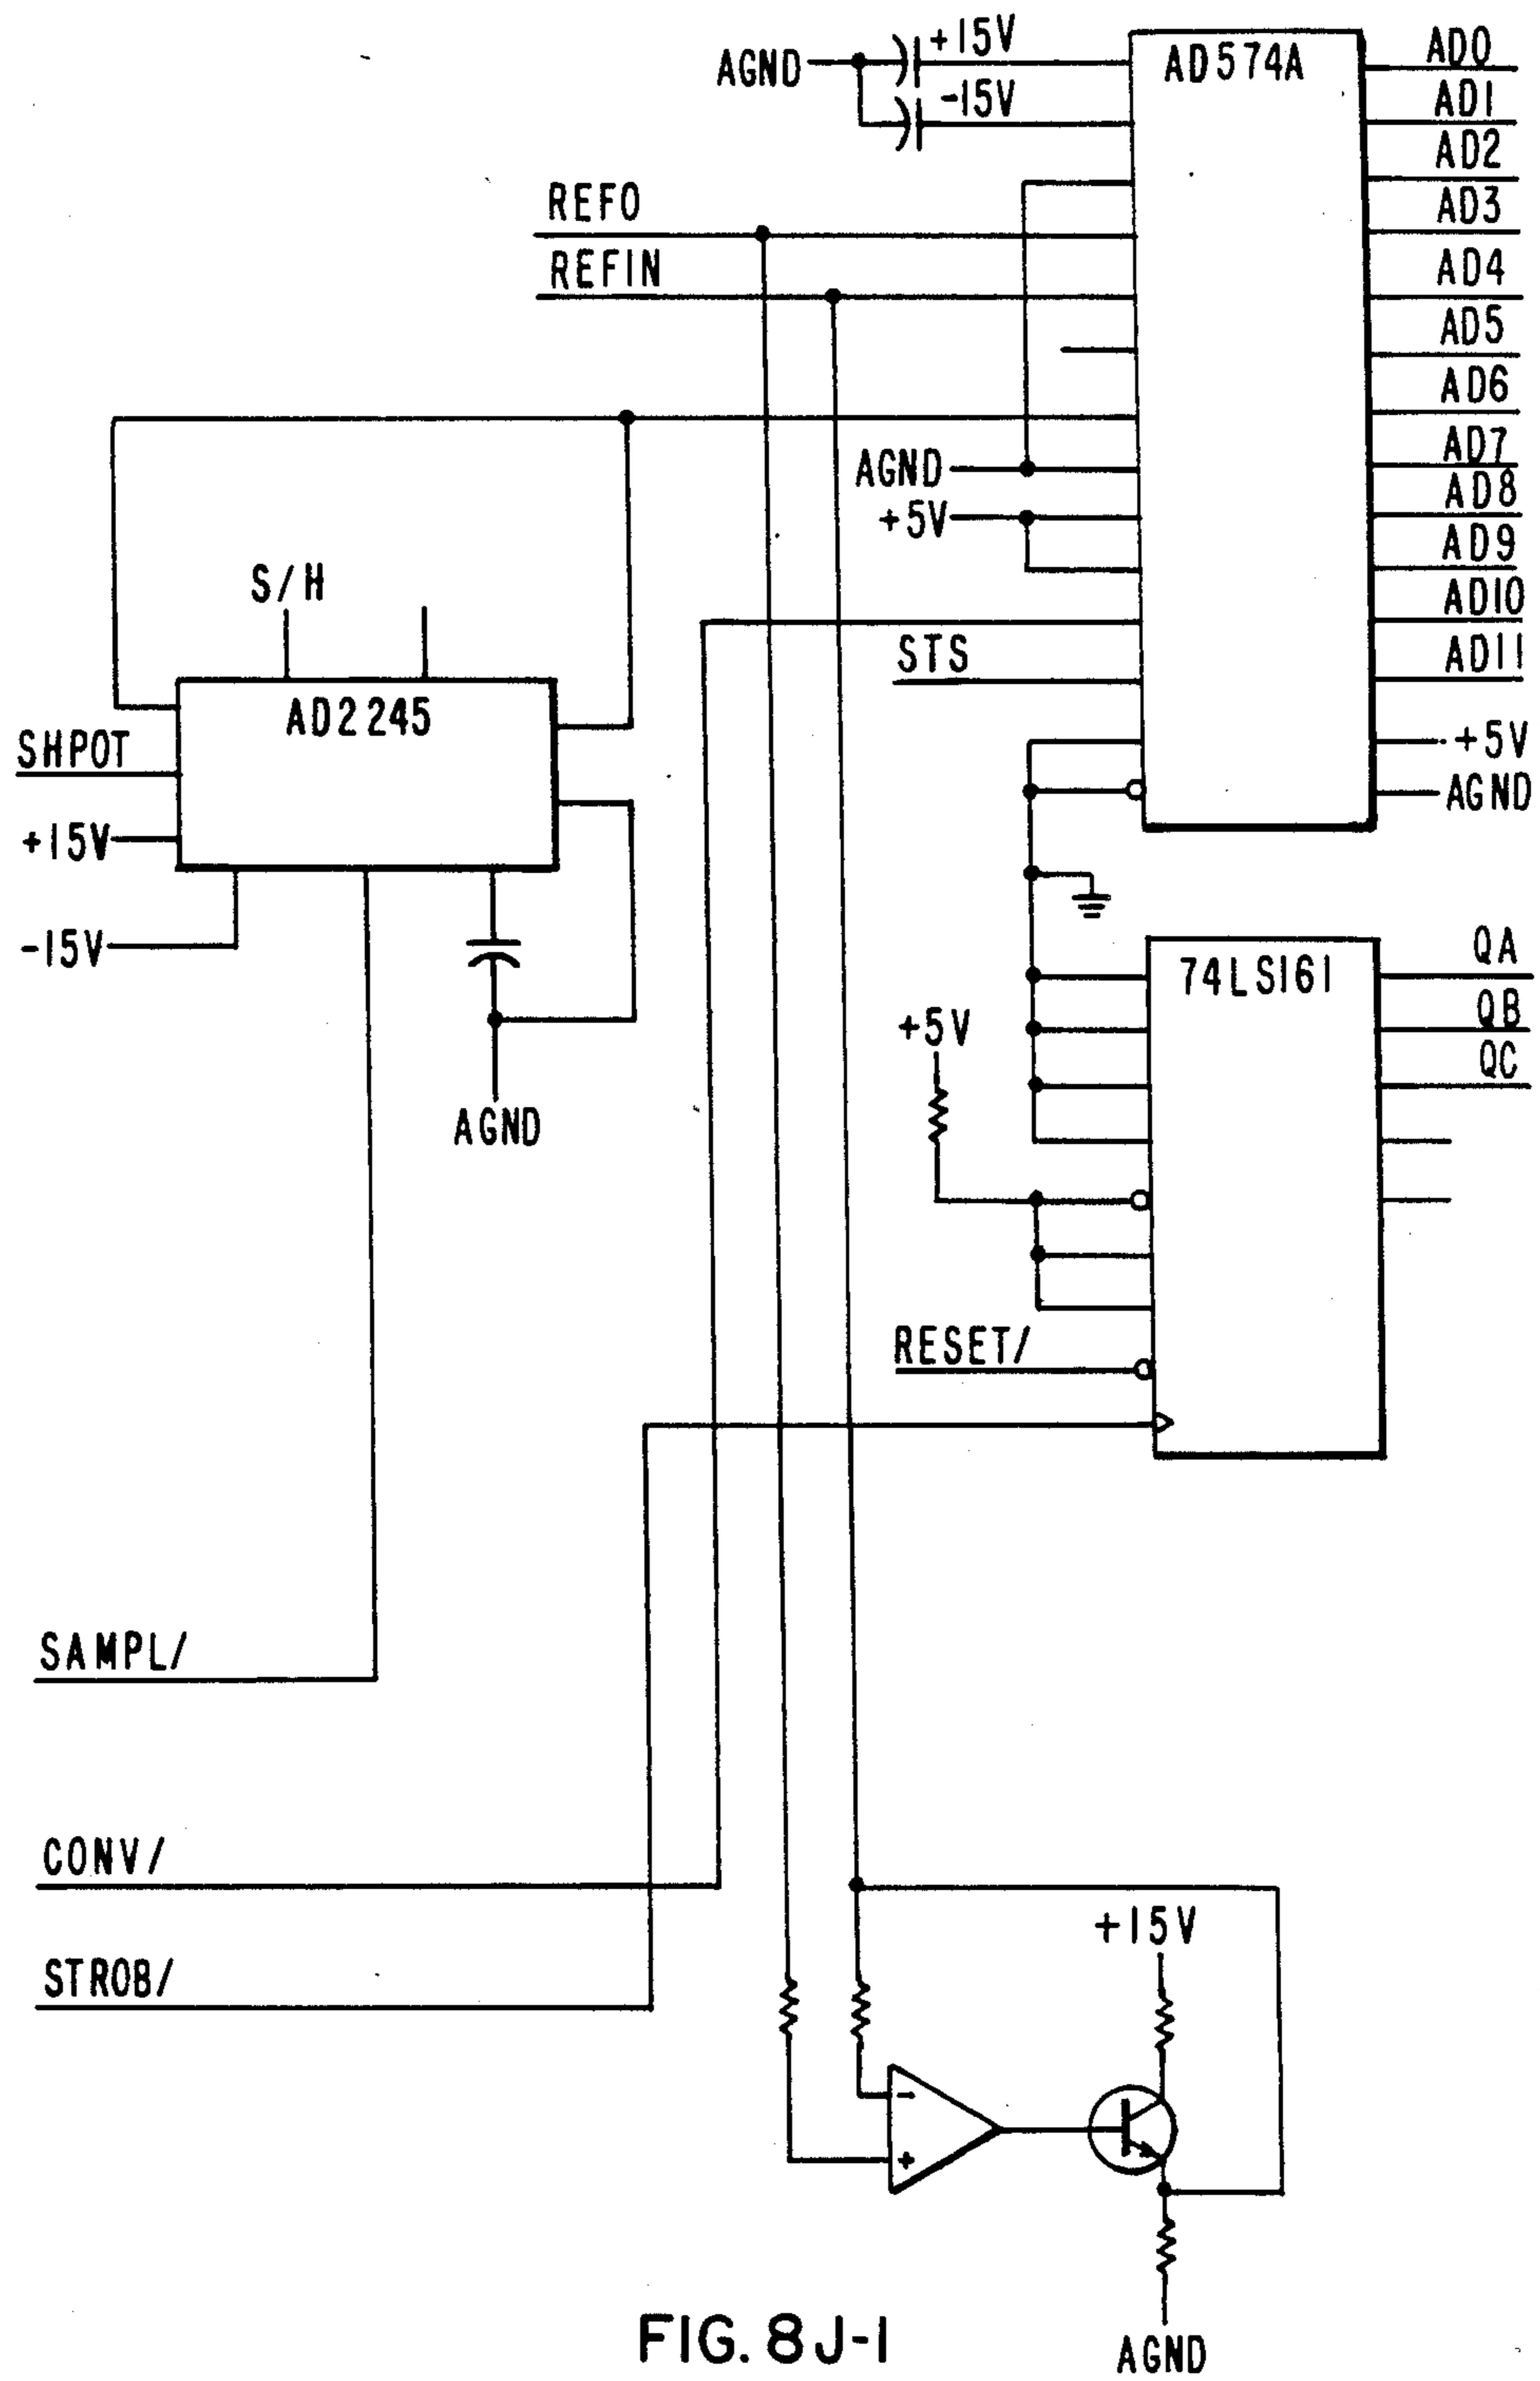 AGND
+15V
-15V
AD574A
AD0
AD1
AD2
AD3
AD4
AD5
AD6
AD7
AD8
AD9
AD10
AD11
+5V
AGND
REFO
REFIN
AGND
+5V
STS
S/H
AD2245
SHPOT
+15V
-15V
AGND
74LS161
QA
QB
QC
+5V
RESET/
SAMPL/
CONV/
STROB/
+15V
-
+
AGND
FIG. 8J-1